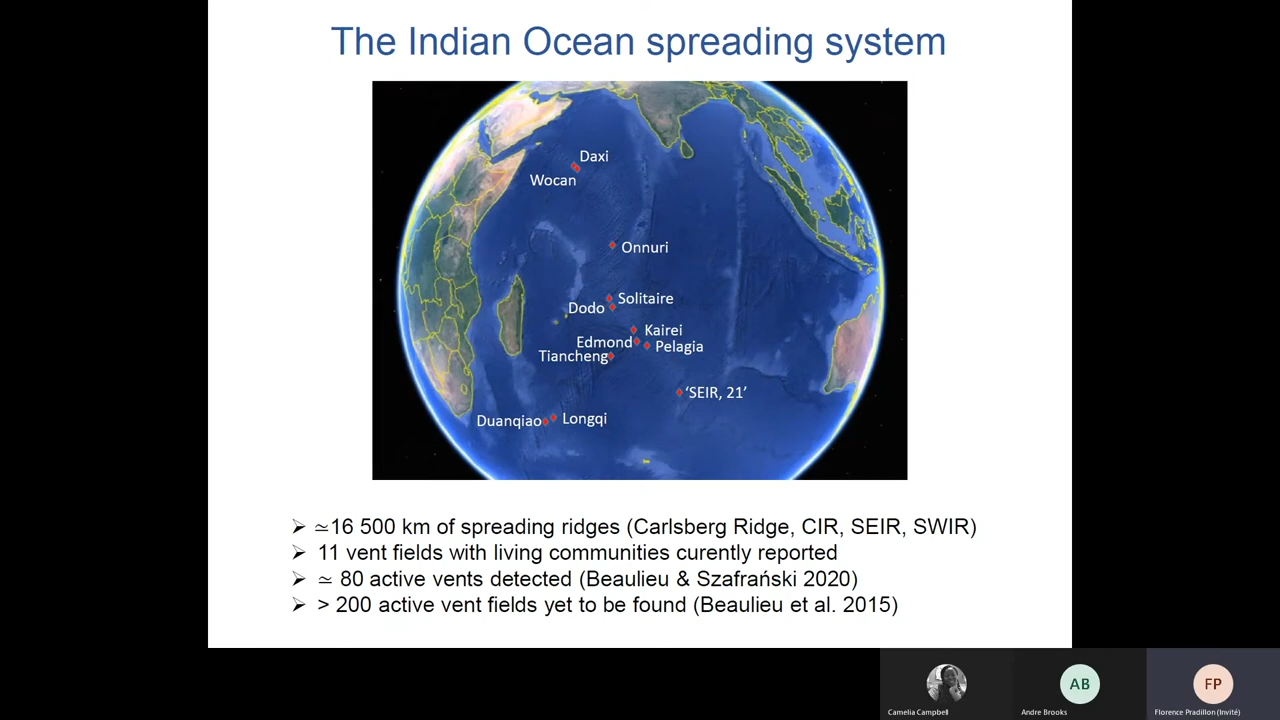 The Indian Ocean spreading system
Daxi
Wocan
Onnuri
Solitaire
Dodo
Kairei
Edmond
Pelagia
Tiancheng
‘SEIR, 21’
Duanqiao
Longqi
≃16 500 km of spreading ridges (Carlsberg Ridge, CIR, SEIR, SWIR)
11 vent fields with living communities curently reported
≃ 80 active vents detected (Beaulieu & Szafrański 2020)
> 200 active vent fields yet to be found (Beaulieu et al. 2015)
AB
FP
Camelia Campbell
Andre Brooks
Florence Pradillon (Invité)